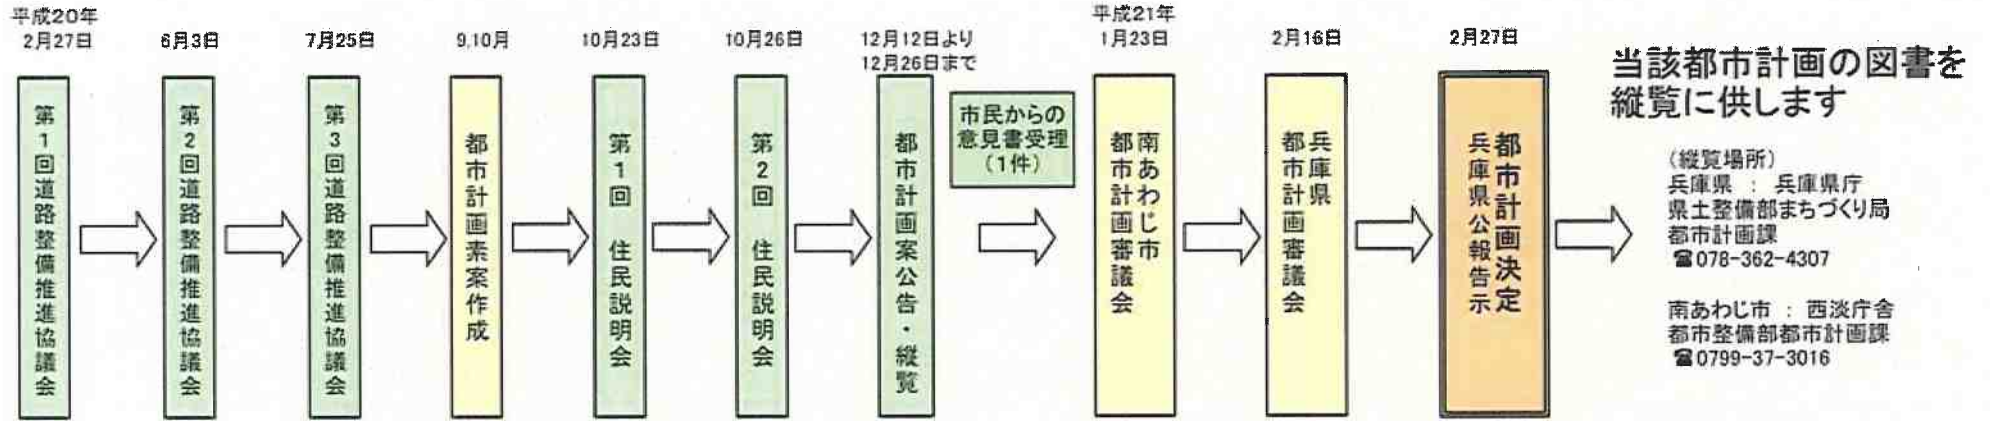 平成20年
2月27日
第1回道路整備推進協議会
6月3日
第2回道路整備推進協議会
7月25日
第3回道路整備推進協議会
9,10月
都市計画素案作成
10月23日
第1回 住民説明会
10月26日
第2回 住民説明会
12月12日より
12月26日まで
都市計画案公告・縦覧
市民からの
意見書受理
(1件)
平成21年
1月23日
南あわじ市
都市計画審議会
2月16日
兵庫県
都市計画審議会
2月27日
都市計画決定
兵庫県公報告示
当該都市計画の図書を
縦覧に供します
(縦覧場所)
兵庫県 : 兵庫県庁
県土整備部まちづくり局
都市計画課
☎078-362-4307
南あわじ市 : 西淡庁舎
都市整備部都市計画課
☎0799-37-3016